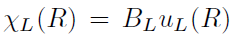 χ_L(R) = B_L u_L(R)